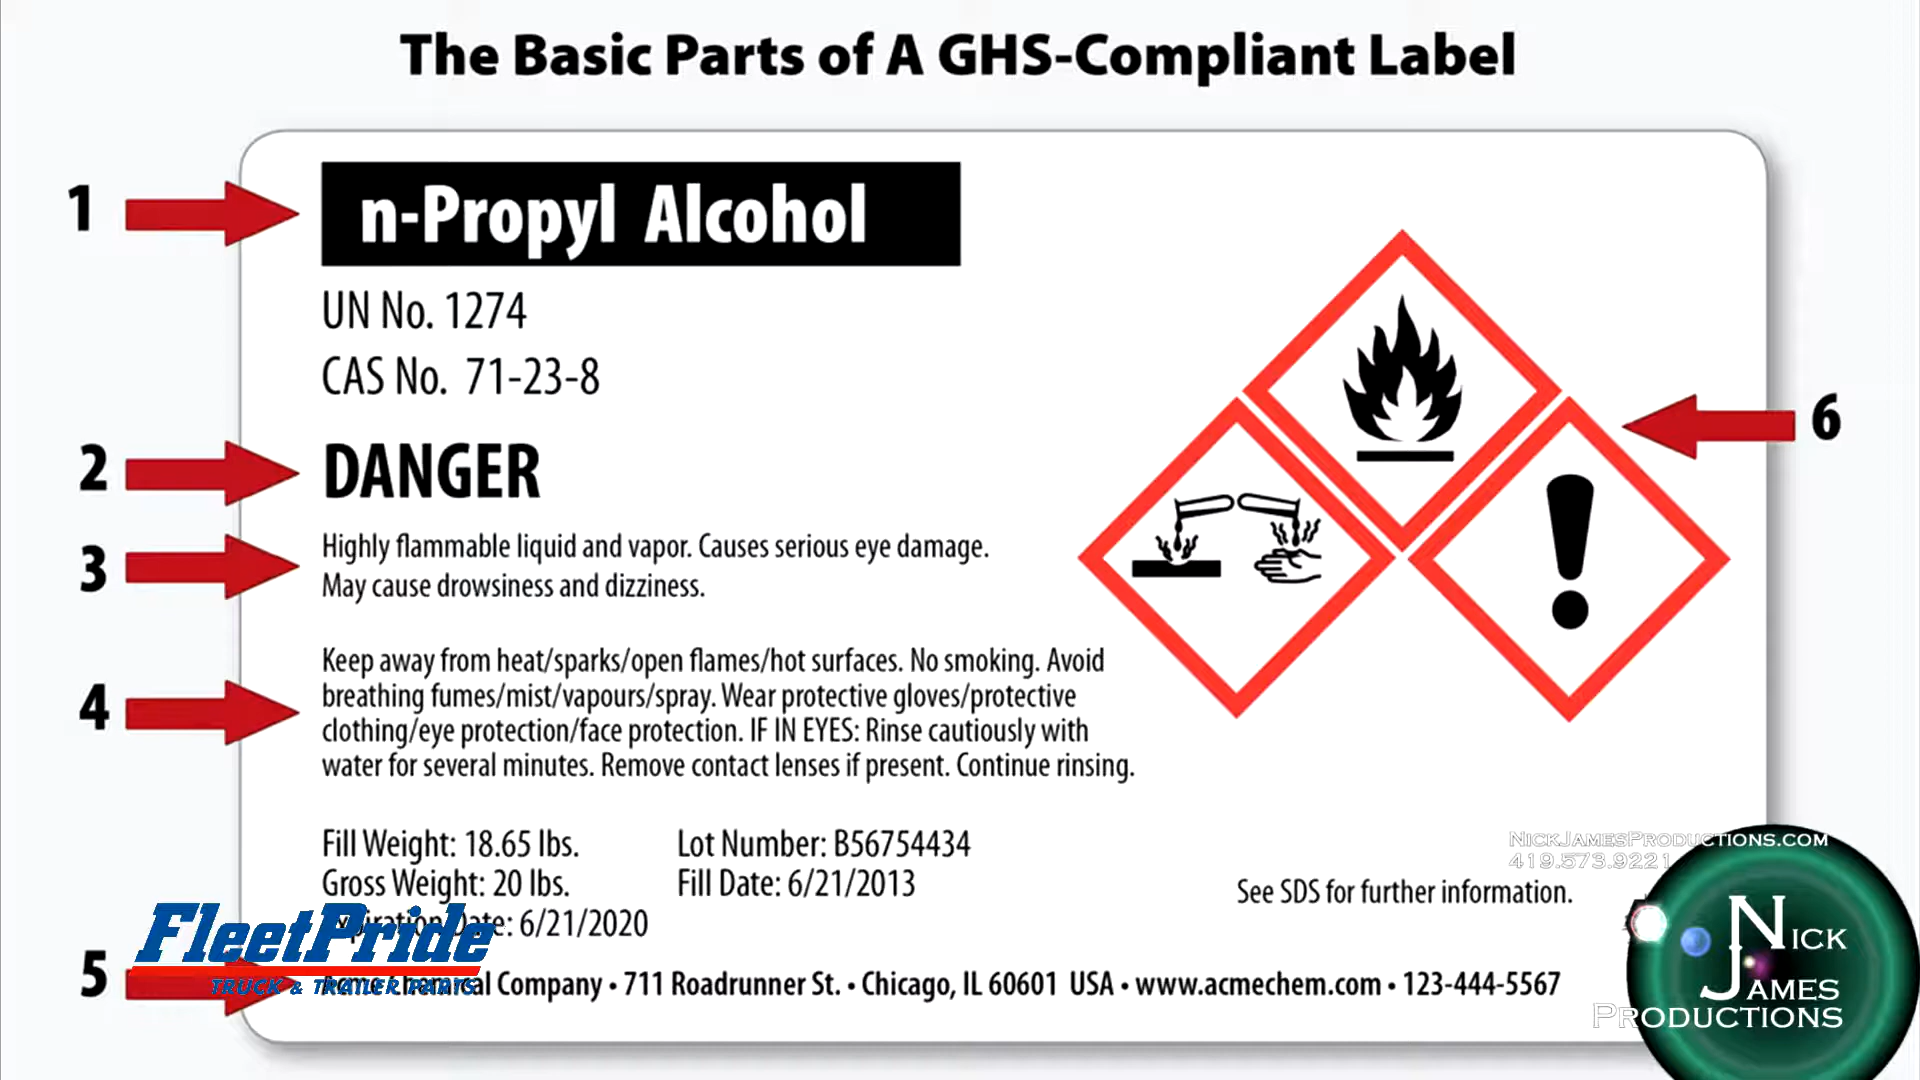 The Basic Parts of A GHS-Compliant Label
1
n-Propyl Alcohol
UN No. 1274
CAS No. 71-23-8
2
DANGER
3
Highly flammable liquid and vapor. Causes serious eye damage.
May cause drowsiness and dizziness.
4
Keep away from heat/sparks/open flames/hot surfaces. No smoking. Avoid
breathing fumes/mist/vapours/spray. Wear protective gloves/protective
clothing/eye protection/face protection. IF IN EYES: Rinse cautiously with
water for several minutes. Remove contact lenses if present. Continue rinsing.
6
Fill Weight: 18.65 lbs.
Lot Number: B56754434
Gross Weight: 20 lbs.
Fill Date: 6/21/2013
Expiration Date: 6/21/2020
See SDS for further information.
5
Acme Chemical Company • 711 Roadrunner St. • Chicago, IL 60601 USA • www.acmechem.com • 123-444-5567
FleetPride
TRUCK & TRAILER PARTS
NICKJAMESPRODUCTIONS.COM
419.573.9221
NICK
JAMES
PRODUCTIONS